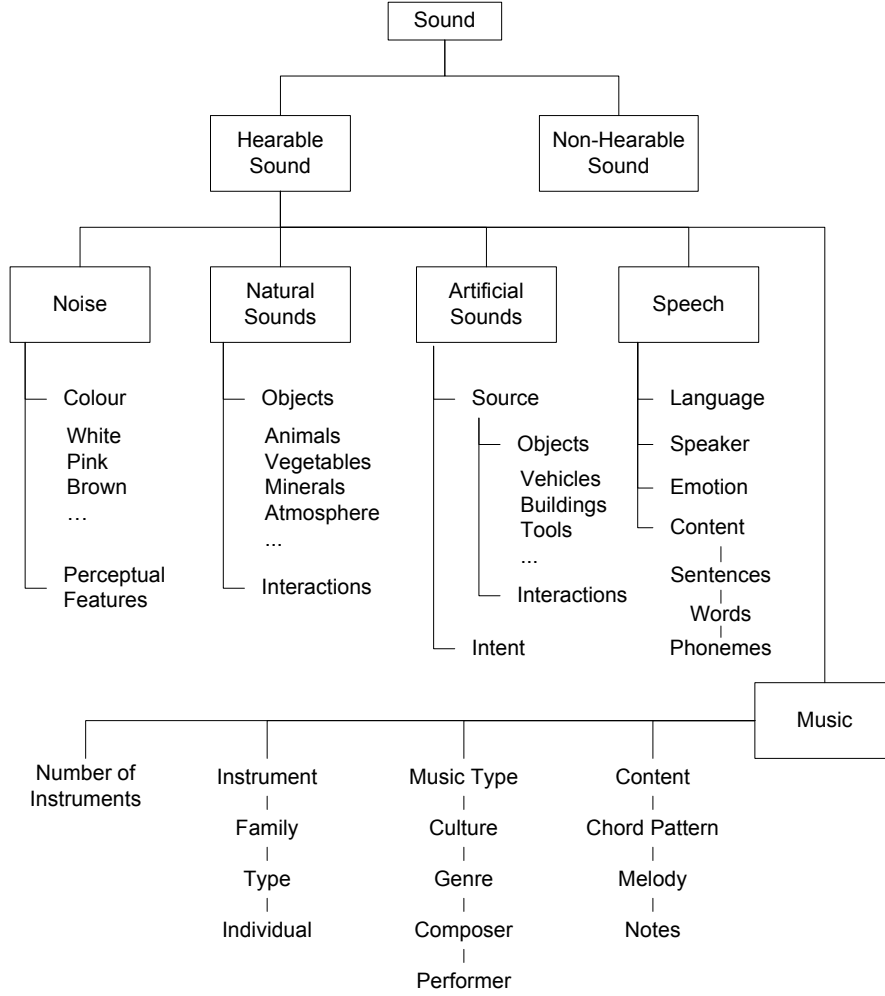 Sound
Hearable
Sound
Non-Hearable
Sound
Noise
Natural
Sounds
Artificial
Sounds
Speech
Colour
White
Pink
Brown
…
Perceptual
Features
Objects
Animals
Vegetables
Minerals
Atmosphere
...
Interactions
Source
Objects
Vehicles
Buildings
Tools
...
Interactions
Intent
Language
Speaker
Emotion
Content
Sentences
Words
Phonemes
Music
Number of
Instruments
Instrument
Family
Type
Individual
Music Type
Culture
Genre
Composer
Performer
Content
Chord Pattern
Melody
Notes